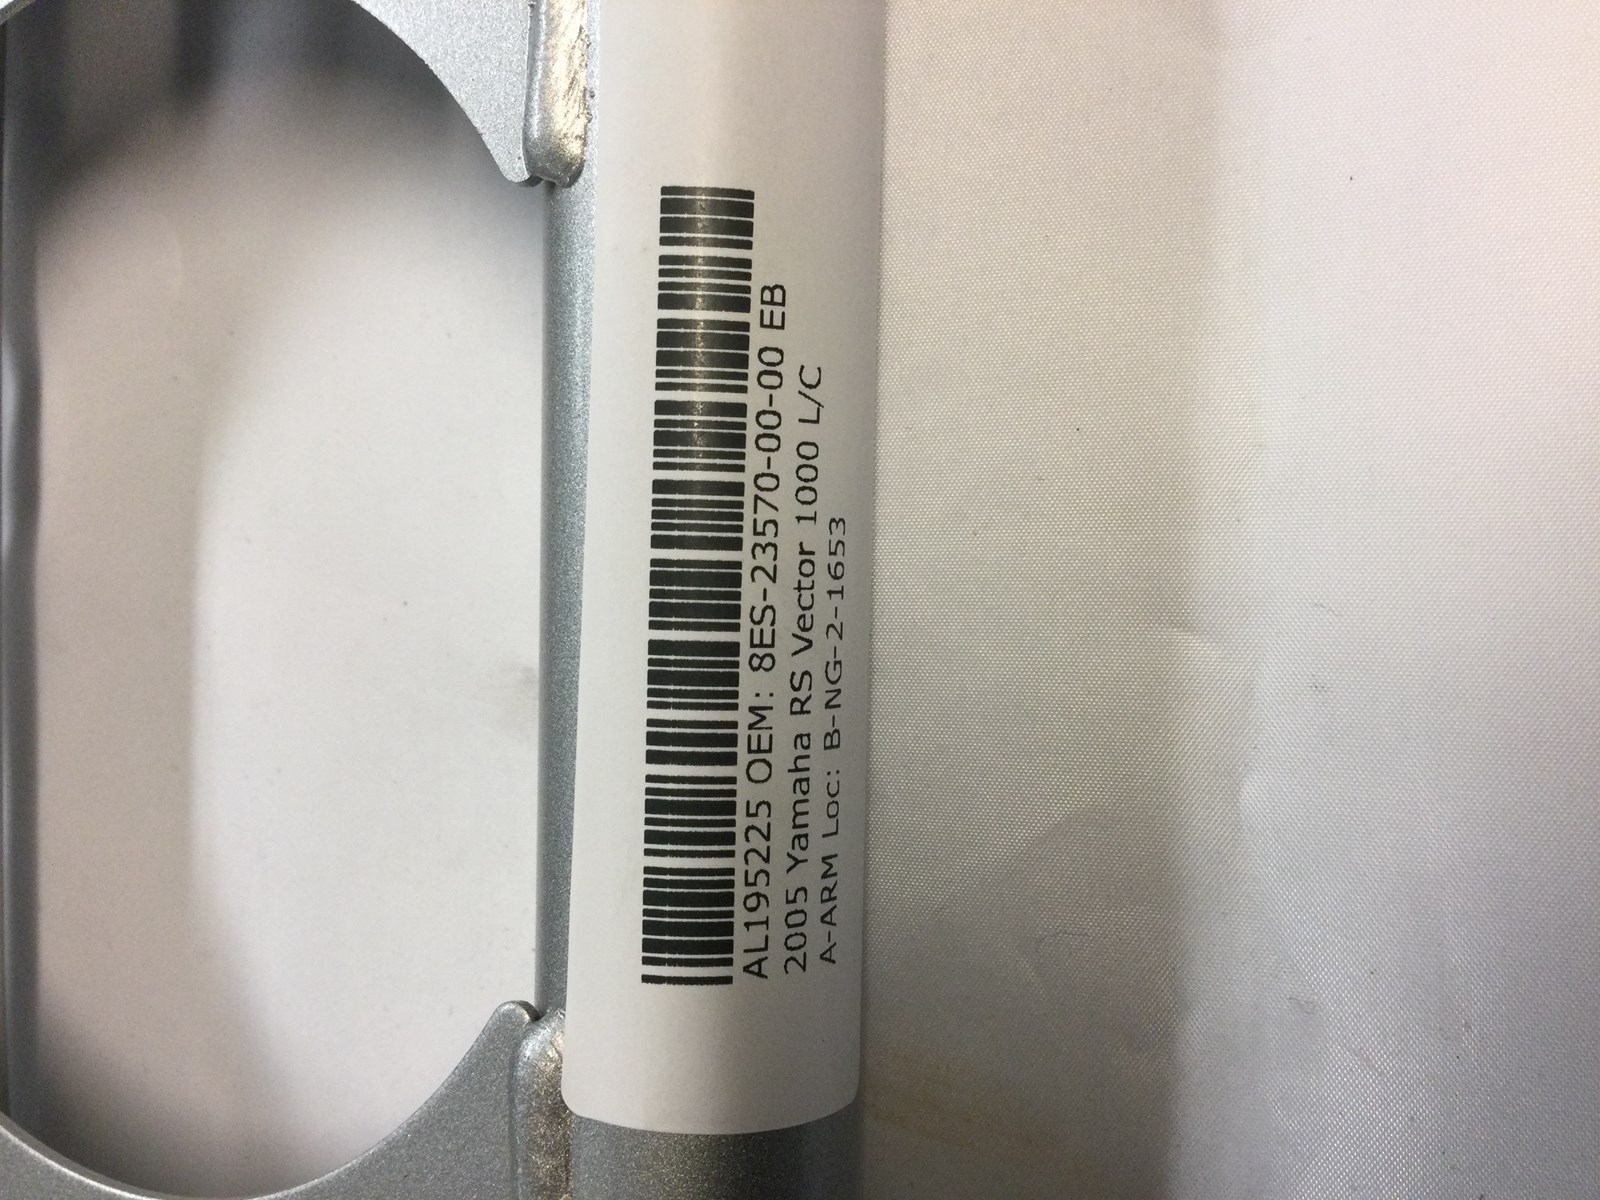 AL195225 OEM: 8ES-23570-00-00 EB
2005 Yamaha RS Vector 1000 L/C
A-ARM Loc: B-NG-2-1653